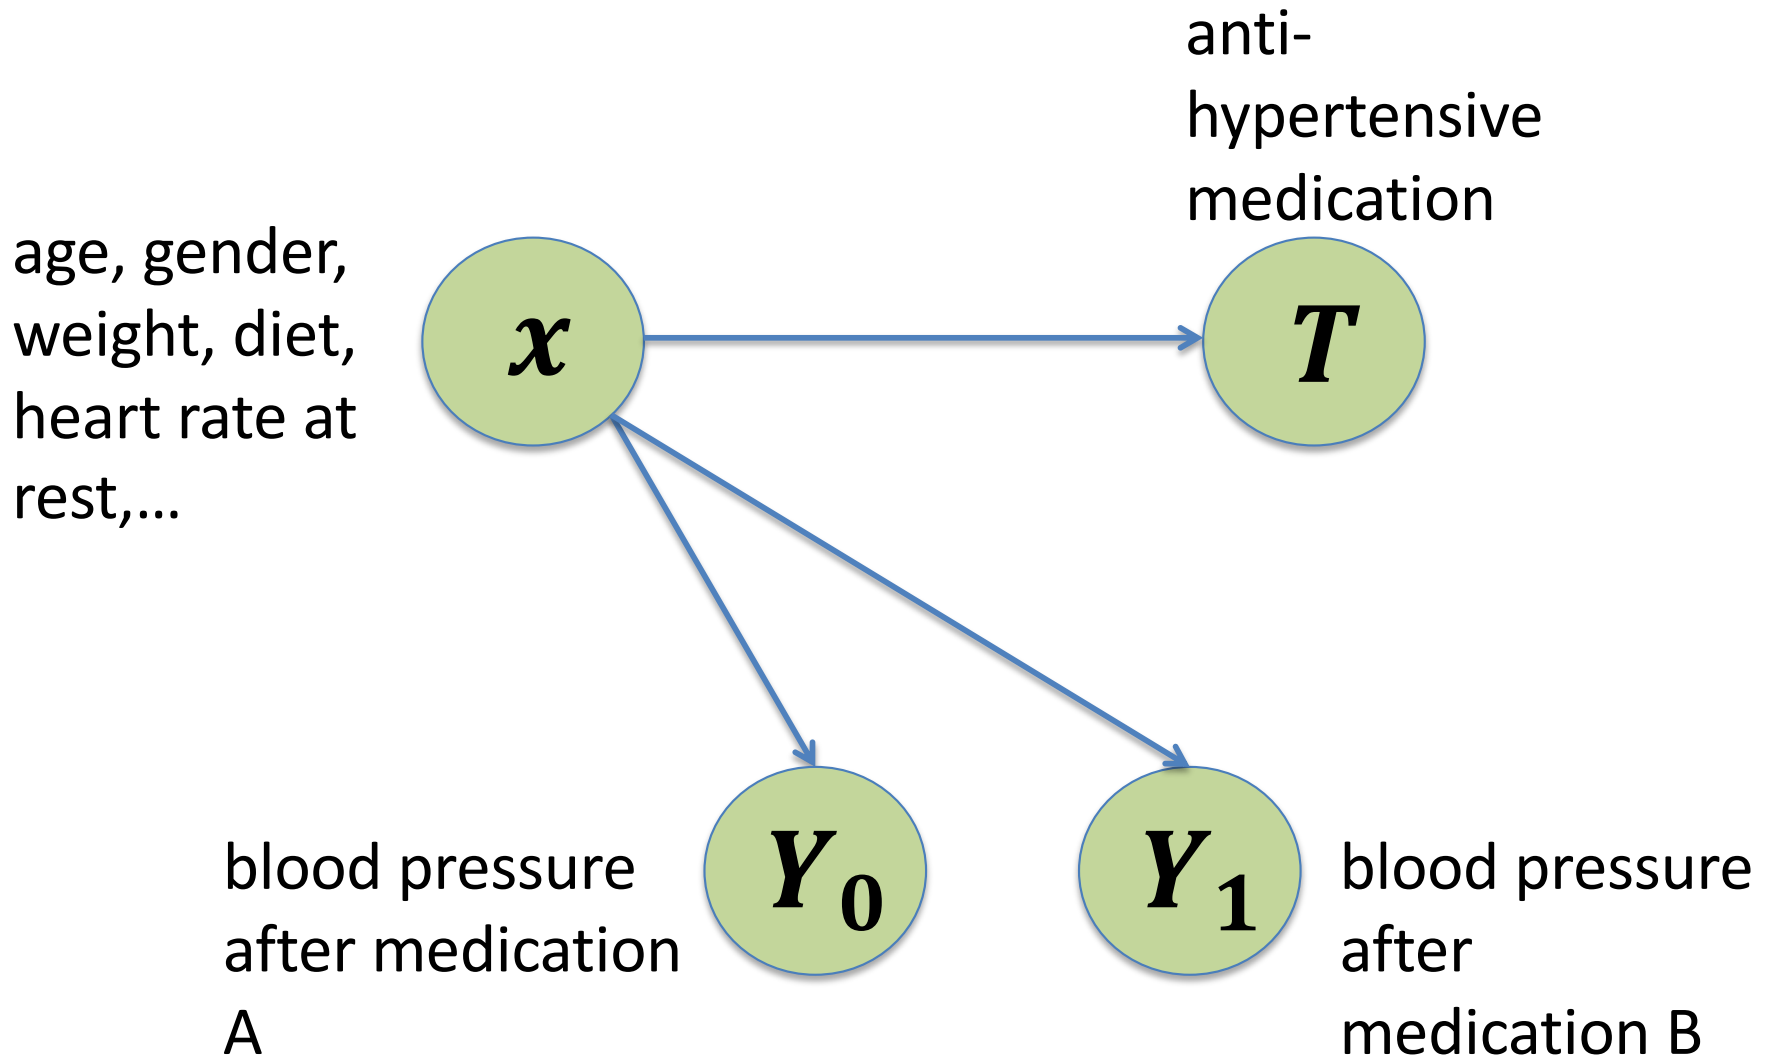 anti-
hypertensive
medication
age, gender,
weight, diet,
heart rate at
rest,...
x
T
Y₀
Y₁
blood pressure
after medication
A
blood pressure
after
medication B